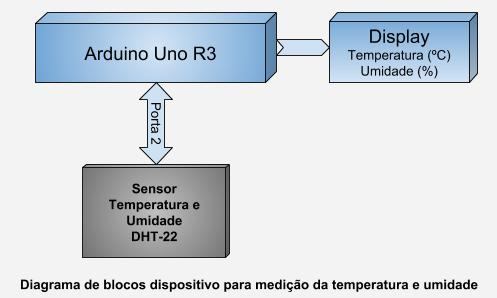 Arduino Uno R3
Display
Temperatura (ºC)
Umidade (%)
Porta 2
Sensor
Temperatura e
Umidade
DHT-22
Diagrama de blocos dispositivo para medição da temperatura e umidade